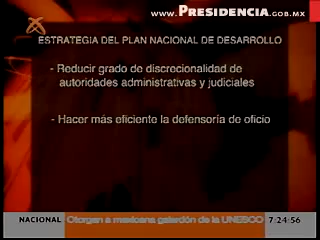 www.PRESIDENCIA.GOB.MX
ESTRATEGIA DEL PLAN NACIONAL DE DESARROLLO
- Reducir grado de discrecionalidad de
autoridades administrativas y judiciales
- Hacer más eficiente la defensoría de oficio
NACIONAL Otorgan a mexicana galardón de la UNESCO 7:24:56